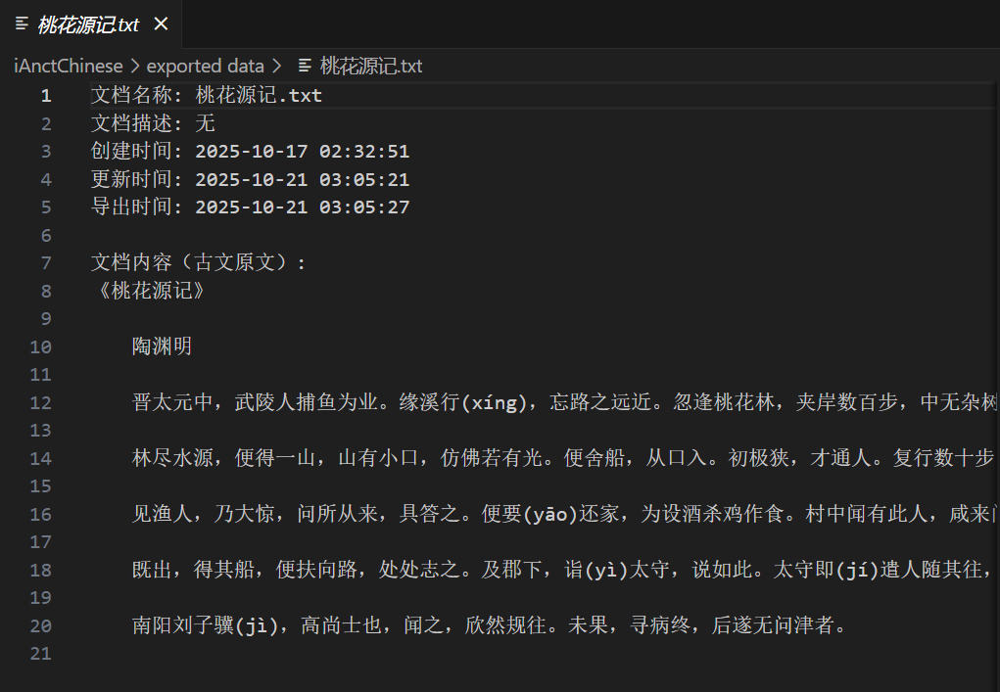 桃花源记.txt
iAnctChinese > exported data > 桃花源记.txt
1 文档名称: 桃花源记.txt
2 文档描述: 无
3 创建时间: 2025-10-17 02:32:51
4 更新时间: 2025-10-21 03:05:21
5 导出时间: 2025-10-21 03:05:27
6
7 文档内容（古文原文）:
8 《桃花源记》
9
10 陶渊明
11
12 晋太元中，武陵人捕鱼为业。缘溪行(xíng)，忘路之远近。忽逢桃花林，夹岸数百步，中无杂树
13
14 林尽水源，便得一山，山有小口，仿佛若有光。便舍船，从口入。初极狭，才通人。复行数十步
15
16 见渔人，乃大惊，问所从来，具答之。便要(yāo)还家，为设酒杀鸡作食。村中闻有此人，咸来
17
18 既出，得其船，便扶向路，处处志之。及郡下，诣(yì)太守，说如此。太守即(jí)遣人随其往，
19
20 南阳刘子骥(jì)，高尚士也，闻之，欣然规往。未果，寻病终，后遂无问津者。
21